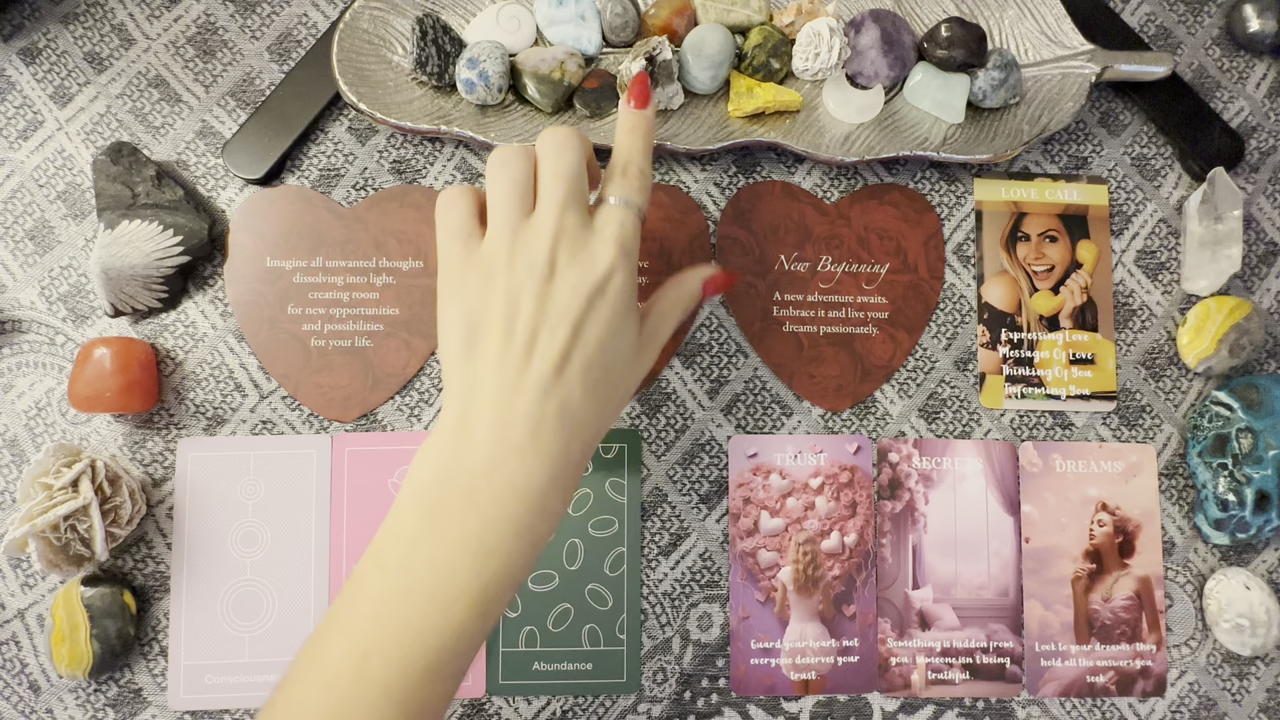 LOVE CALL
Imagine all unwanted thoughts
dissolving into light,
creating room
for new opportunities
and possibilities
for your life.
New Beginning
A new adventure awaits.
Embrace it and live your
dreams passionately.
Expressing Love
Messages Of Love
Thinking Of You
Informing You
TRUST
SECRETS
DREAMS
Guard your heart; not
everyone deserves your
trust.
Something is hidden from
you; someone isn't being
truthful.
Look to your dreams; they
hold all the answers you
seek.
Abundance